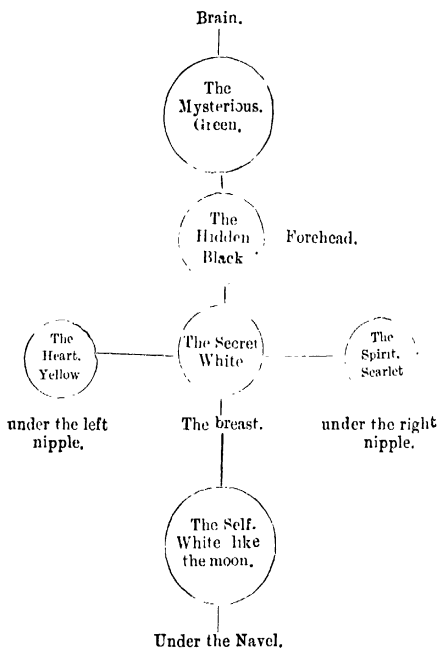 Brain.
The
Mysterious.
Green.
The
Hidden
Black
Forehead.
The
Heart.
Yellow
The Secret
White
The
Spirit.
Scarlet
under the left
nipple.
The breast.
under the right
nipple.
The Self.
White like
the moon.
Under the Navel.